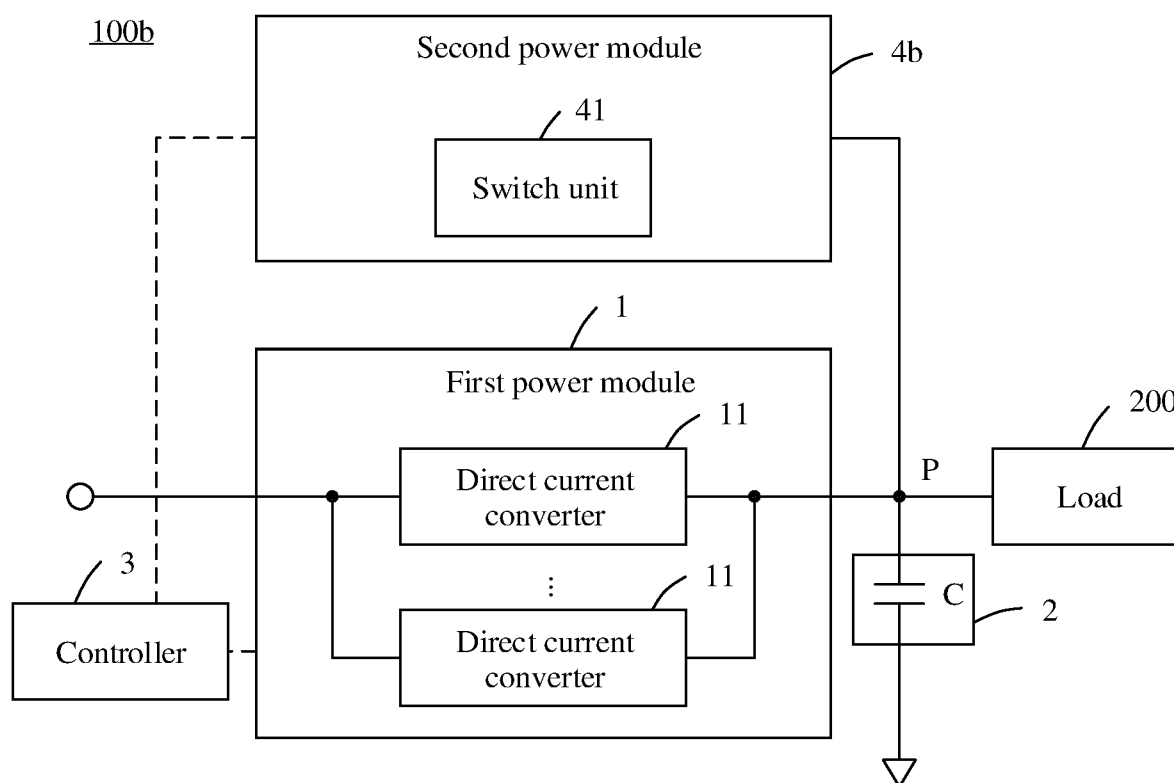 100b
Second power module
4b
41
Switch unit
1
First power module
11
200
Direct current
converter
P
Load
3
11
C
2
Controller
Direct current
converter